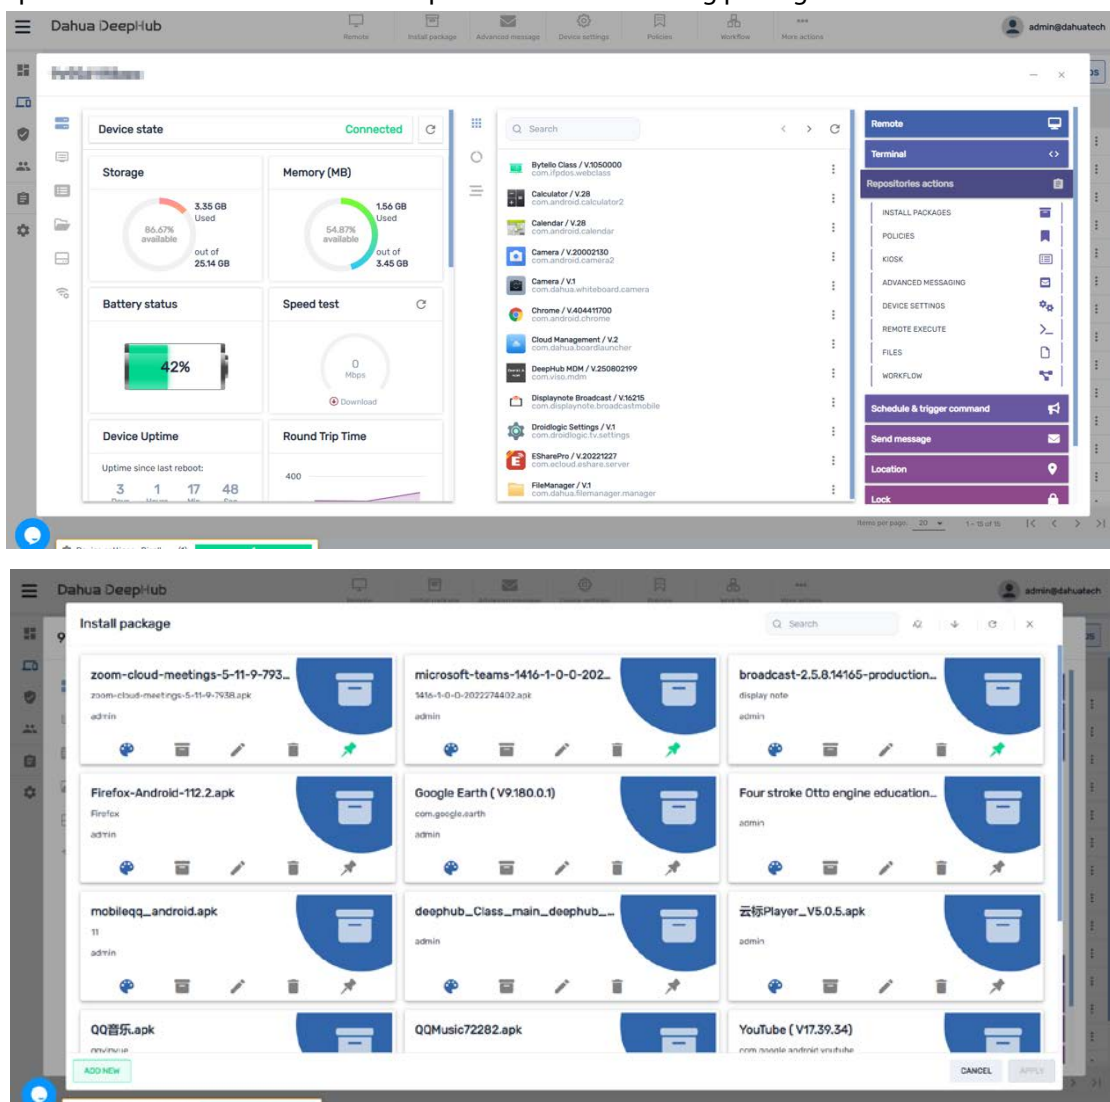 Dahua DeepHub
Remote
Install package
Advanced message
Device settings
Policies
Workflow
More actions
admin@dahuatech
Device state
Connected
Storage
3.35 GB
Used
86.67%
available
out of
25.14 GB
Memory (MB)
1.56 GB
Used
54.87%
available
out of
3.45 GB
Battery status
42%
Speed test
0
Mbps
Download
Device Uptime
Uptime since last reboot:
3 1 17 48
Round Trip Time
400
Search
Bytello Class / V.1050000
com.ifpdos.webclass
Calculator / V.28
com.android.calculator2
Calendar / V.28
com.android.calendar
Camera / V.20002130
com.android.camera2
Camera / V.1
com.dahua.whiteboard.camera
Chrome / V.404411700
com.android.chrome
Cloud Management / V.2
com.dahua.boardlauncher
DeepHub MDM / V.250802199
com.viso.mdm
Displaynote Broadcast / V.16215
com.displaynote.broadcastmobile
Droidlogic Settings / V.1
com.droidlogic.tv.settings
ESharePro / V.20221227
com.ecloud.eshare.server
FileManager / V.1
com.dahua.filemanager.manager
Remote
Terminal
Repositories actions
INSTALL PACKAGES
POLICIES
KIOSK
ADVANCED MESSAGING
DEVICE SETTINGS
REMOTE EXECUTE
FILES
WORKFLOW
Schedule & trigger command
Send message
Location
Lock
Items per page: 20
1 – 15 of 15
Dahua DeepHub
admin@dahuatech
Install package
Search
zoom-cloud-meetings-5-11-9-793...
zoom-cloud-meetings-5-11-9-7938.apk
admin
microsoft-teams-1416-1-0-0-202...
1416-1-0-0-2022274402.apk
admin
broadcast-2.5.8.14165-production...
display note
admin
Firefox-Android-112.2.apk
Firefox
admin
Google Earth ( V9.180.0.1)
com.google.earth
admin
Four stroke Otto engine education...
admin
mobileqq_android.apk
11
admin
deephub_Class_main_deephub_...
admin
云标Player_V5.0.5.apk
admin
QQ音乐.apk
qqyinyue
QQMusic72282.apk
YouTube ( V17.39.34)
com.google.android.youtube
ADD NEW
CANCEL
APPLY